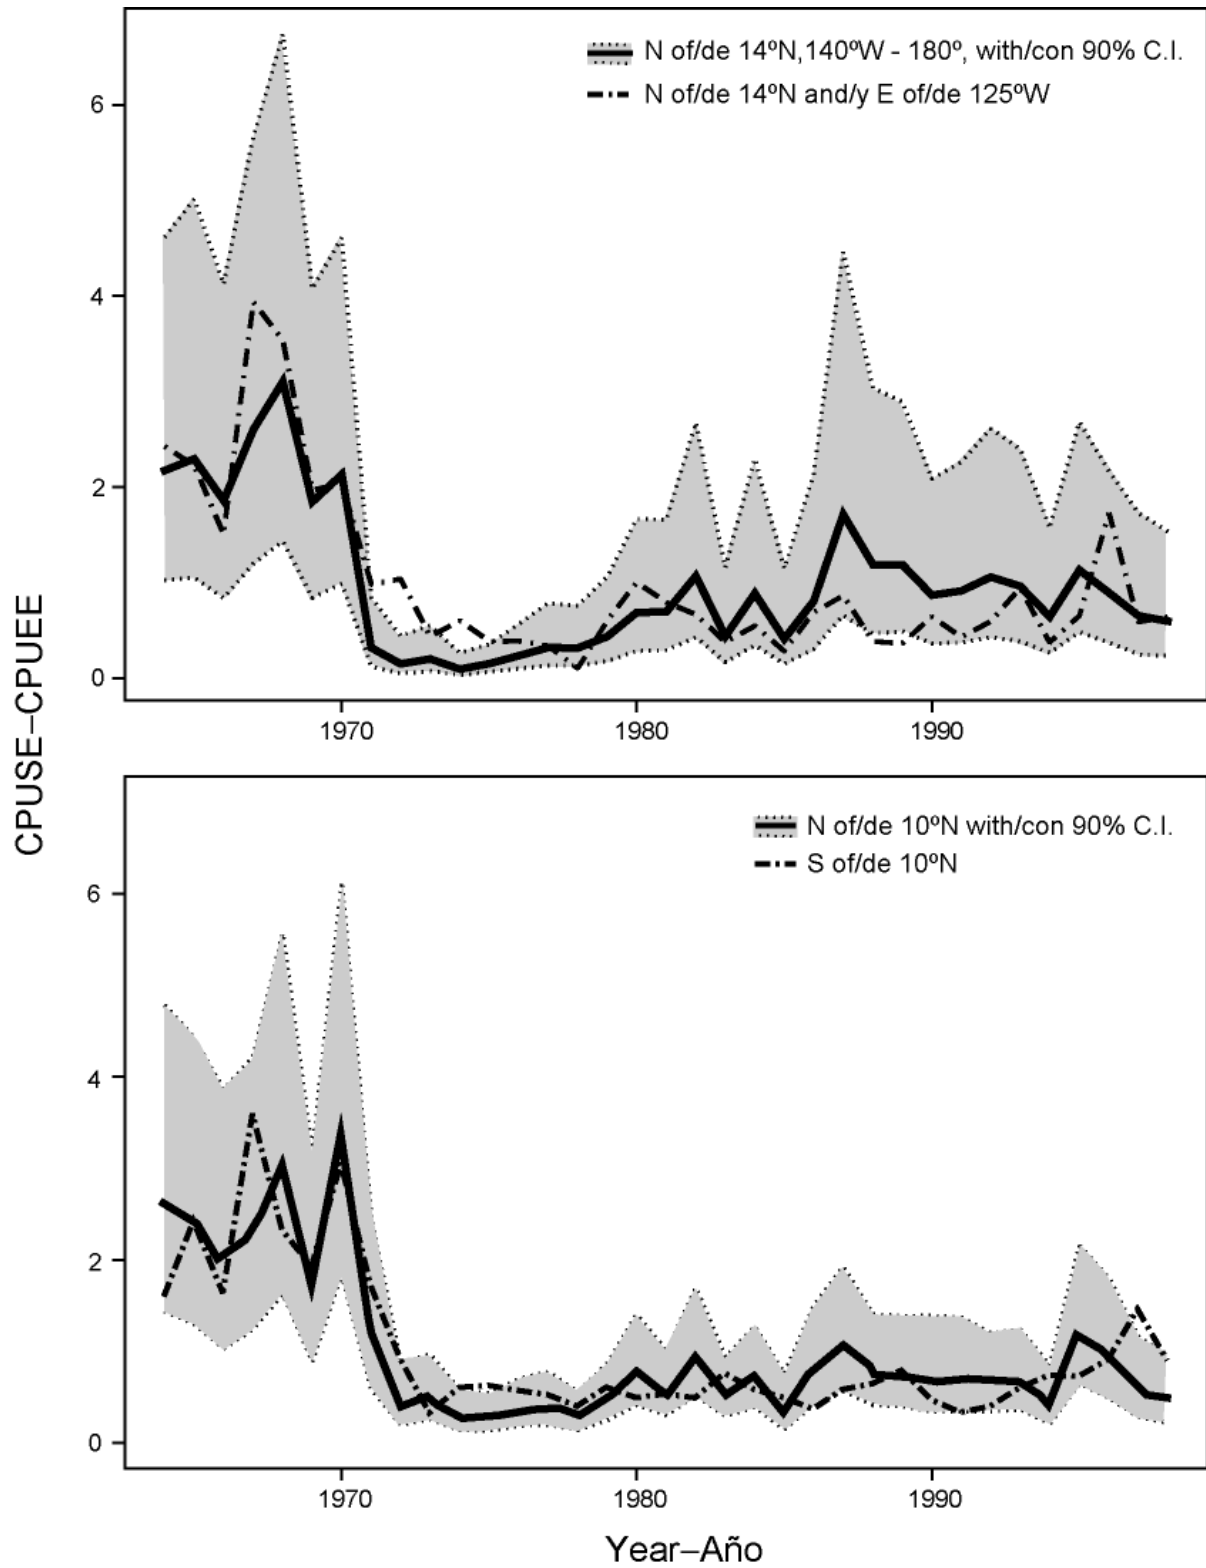 N of/de 14ºN,140ºW - 180º, with/con 90% C.I.
N of/de 14ºN and/y E of/de 125ºW
6
4
2
0
1970
1980
1990
CPUSE–CPUEE
N of/de 10ºN with/con 90% C.I.
S of/de 10ºN
6
4
2
0
1970
1980
1990
Year–Año